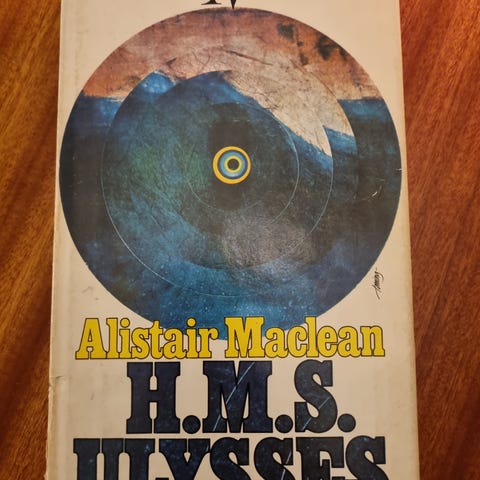 N
Alistair Maclean
H.M.S.
ULYSSES